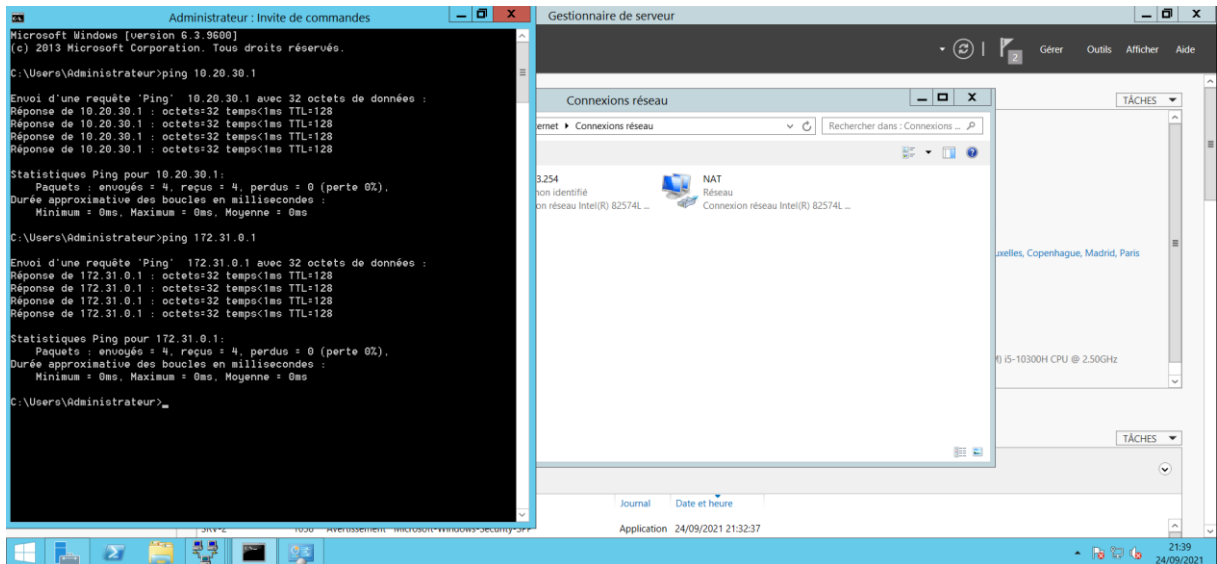 Administrateur : Invite de commandes
Microsoft Windows [version 6.3.9600]
(c) 2013 Microsoft Corporation. Tous droits réservés.
C:\Users\Administrateur>ping 10.20.30.1
Envoi d'une requête 'Ping'  10.20.30.1 avec 32 octets de données :
Réponse de 10.20.30.1 : octets=32 temps<1ms TTL=128
Réponse de 10.20.30.1 : octets=32 temps<1ms TTL=128
Réponse de 10.20.30.1 : octets=32 temps<1ms TTL=128
Réponse de 10.20.30.1 : octets=32 temps<1ms TTL=128
Statistiques Ping pour 10.20.30.1:
Paquets : envoyés = 4, reçus = 4, perdus = 0 (perte 0%),
Durée approximative des boucles en millisecondes :
Minimum = 0ms, Maximum = 0ms, Moyenne = 0ms
C:\Users\Administrateur>ping 172.31.0.1
Envoi d'une requête 'Ping'  172.31.0.1 avec 32 octets de données :
Réponse de 172.31.0.1 : octets=32 temps<1ms TTL=128
Réponse de 172.31.0.1 : octets=32 temps<1ms TTL=128
Réponse de 172.31.0.1 : octets=32 temps<1ms TTL=128
Réponse de 172.31.0.1 : octets=32 temps<1ms TTL=128
Statistiques Ping pour 172.31.0.1:
Paquets : envoyés = 4, reçus = 4, perdus = 0 (perte 0%),
Durée approximative des boucles en millisecondes :
Minimum = 0ms, Maximum = 0ms, Moyenne = 0ms
C:\Users\Administrateur>_
Gestionnaire de serveur
2 Gérer Outils Afficher Aide
TÂCHES
Connexions réseau
ernet ▸ Connexions réseau
Rechercher dans : Connexions ...
3.254
non identifié
on réseau Intel(R) 82574L ...
NAT
Réseau
Connexion réseau Intel(R) 82574L ...
uxelles, Copenhague, Madrid, Paris
i5-10300H CPU @ 2.50GHz
TÂCHES
Journal Date et heure
SRV-2 1058 Avertissement Microsoft-Windows-Security-SPP Application 24/09/2021 21:32:37
21:39
24/09/2021